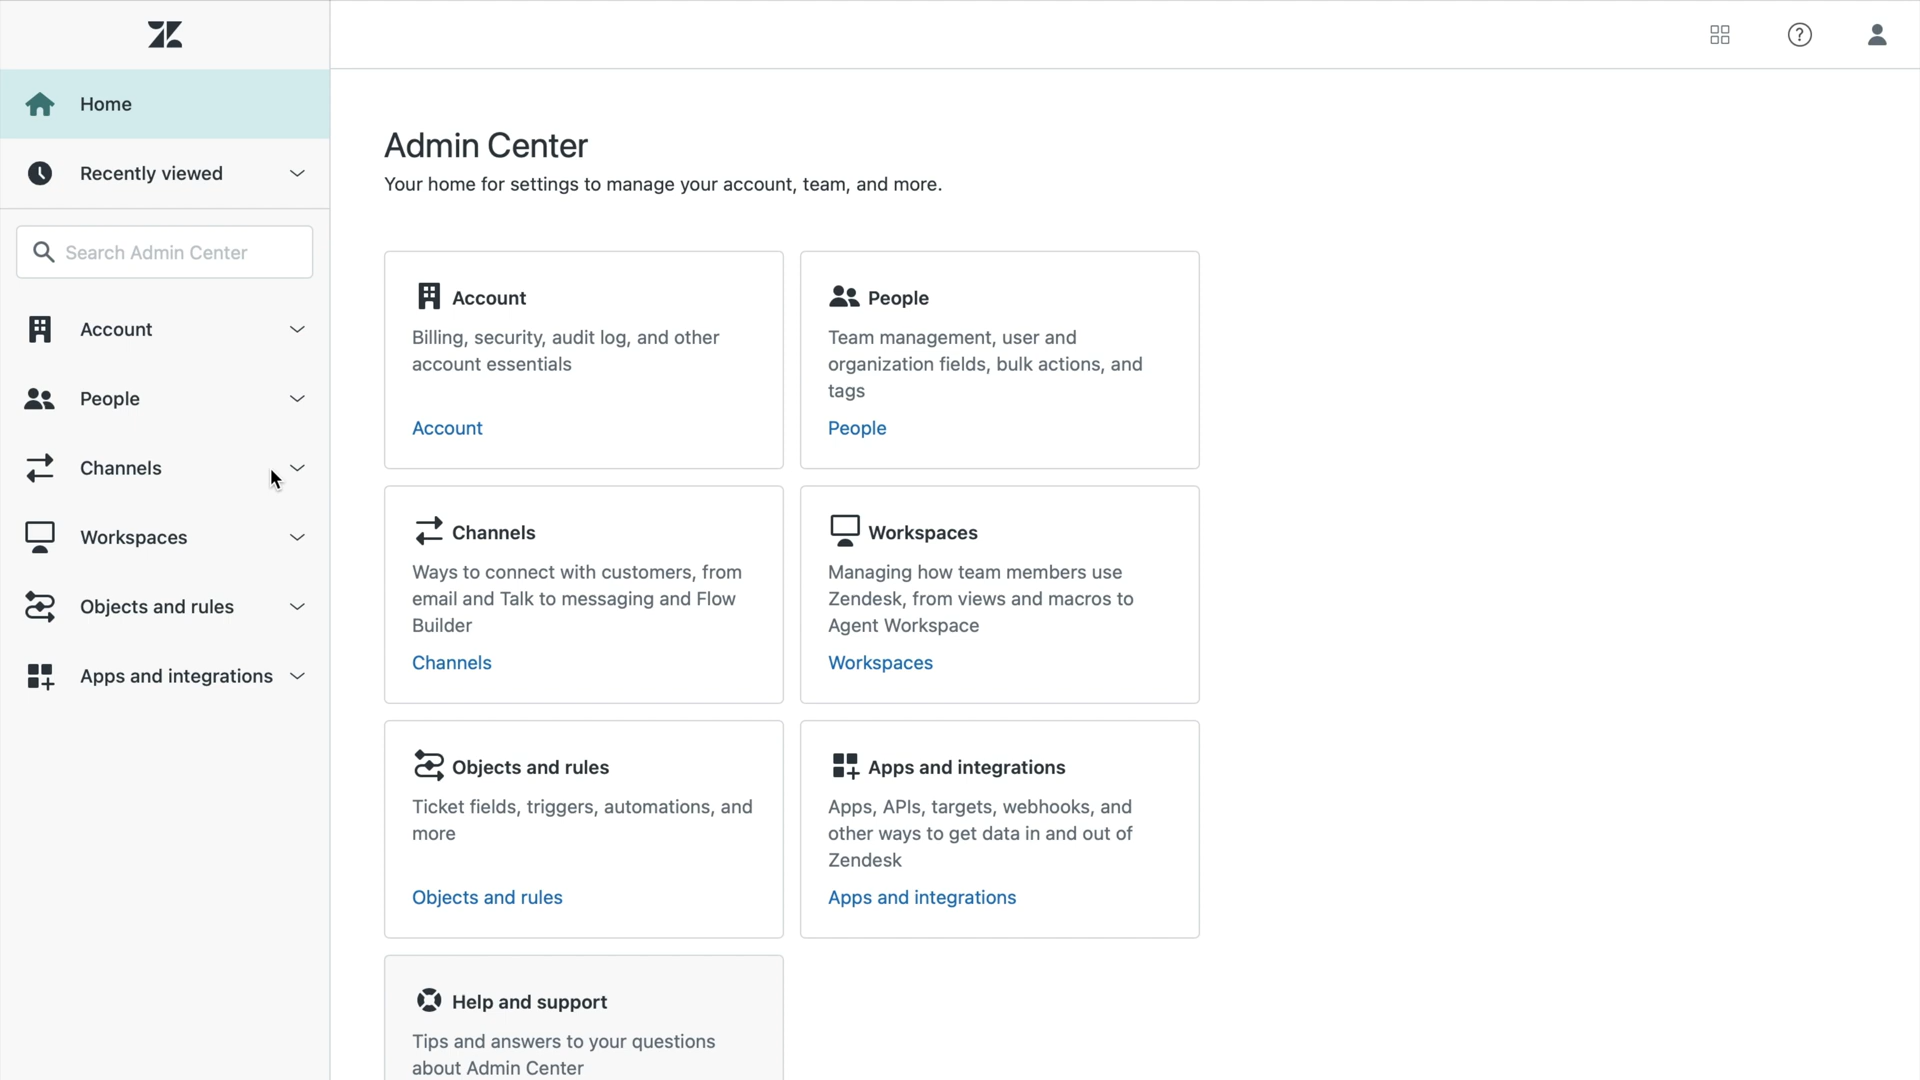 Home
Recently viewed
Search Admin Center
Account
People
Channels
Workspaces
Objects and rules
Apps and integrations
Admin Center
Your home for settings to manage your account, team, and more.
Account
Billing, security, audit log, and other
account essentials
Account
People
Team management, user and
organization fields, bulk actions, and
tags
People
Channels
Ways to connect with customers, from
email and Talk to messaging and Flow
Builder
Channels
Workspaces
Managing how team members use
Zendesk, from views and macros to
Agent Workspace
Workspaces
Objects and rules
Ticket fields, triggers, automations, and
more
Objects and rules
Apps and integrations
Apps, APIs, targets, webhooks, and
other ways to get data in and out of
Zendesk
Apps and integrations
Help and support
Tips and answers to your questions
about Admin Center